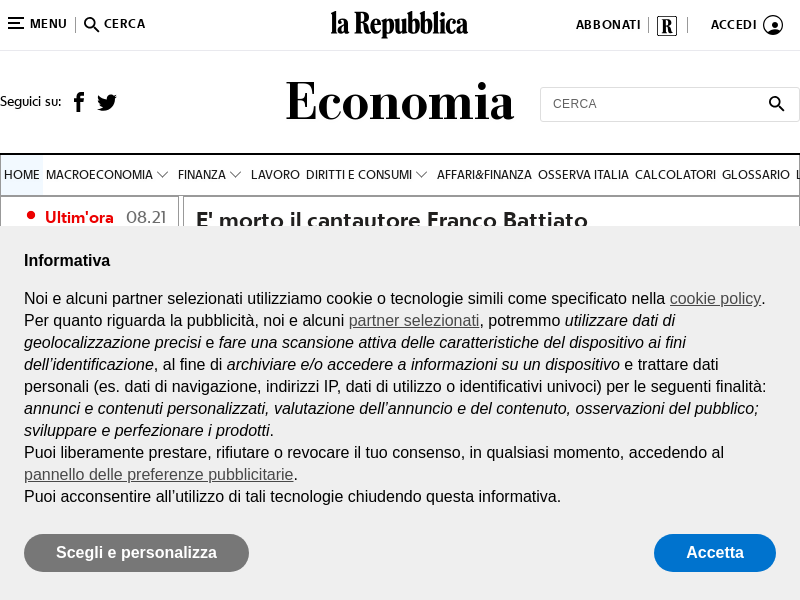 MENU CERCA la Repubblica ABBONATI R ACCEDI
Seguici su: Economia CERCA
HOME MACROECONOMIA FINANZA LAVORO DIRITTI E CONSUMI AFFARI&FINANZA OSSERVA ITALIA CALCOLATORI GLOSSARIO L
Ultim'ora 08.21 E' morto il cantautore Franco Battiato
Informativa
Noi e alcuni partner selezionati utilizziamo cookie o tecnologie simili come specificato nella cookie policy.
Per quanto riguarda la pubblicità, noi e alcuni partner selezionati, potremmo utilizzare dati di
geolocalizzazione precisi e fare una scansione attiva delle caratteristiche del dispositivo ai fini
dell’identificazione, al fine di archiviare e/o accedere a informazioni su un dispositivo e trattare dati
personali (es. dati di navigazione, indirizzi IP, dati di utilizzo o identificativi univoci) per le seguenti finalità:
annunci e contenuti personalizzati, valutazione dell’annuncio e del contenuto, osservazioni del pubblico;
sviluppare e perfezionare i prodotti.
Puoi liberamente prestare, rifiutare o revocare il tuo consenso, in qualsiasi momento, accedendo al
pannello delle preferenze pubblicitarie.
Puoi acconsentire all’utilizzo di tali tecnologie chiudendo questa informativa.
Scegli e personalizza Accetta